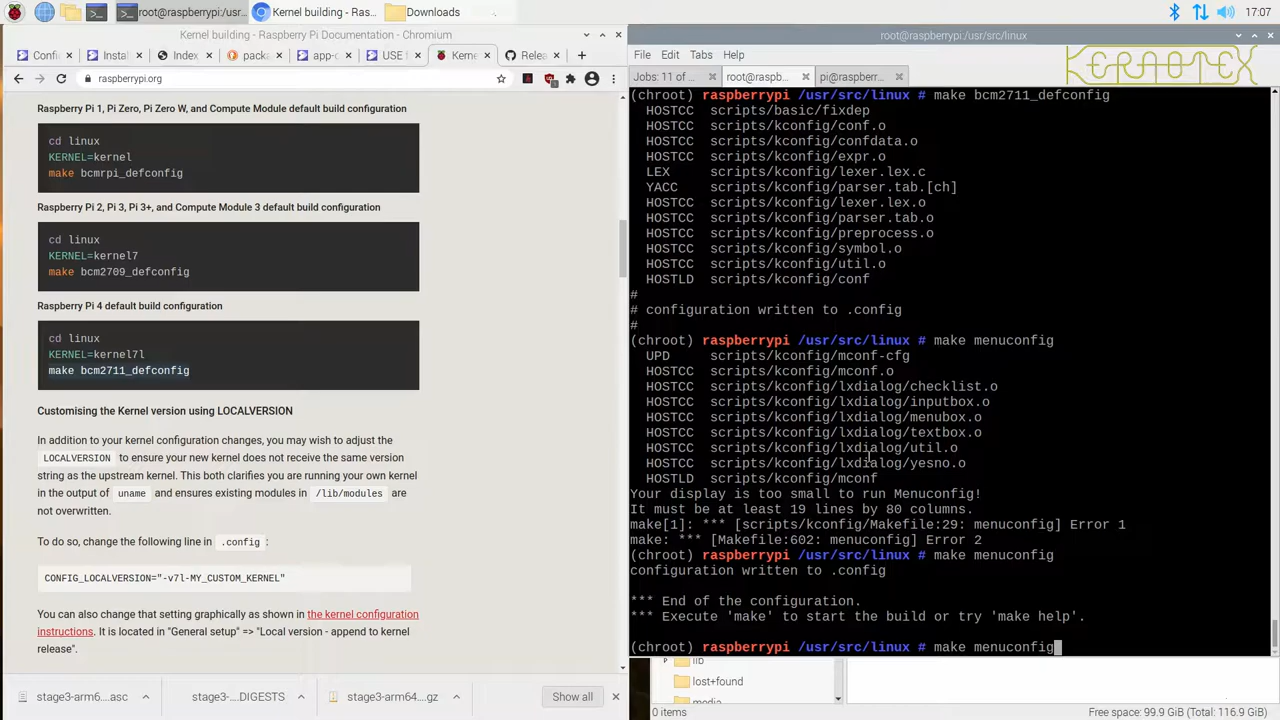 root@raspberrypi:/usr...
Kernel building - Ras...
Downloads
17:07
Kernel building - Raspberry Pi Documentation - Chromium
Confi
Instal
Index
pack
app-c
USE f
Kerne
Relea
raspberrypi.org
Raspberry Pi 1, Pi Zero, Pi Zero W, and Compute Module default build configuration
cd linux
KERNEL=kernel
make bcmrpi_defconfig
Raspberry Pi 2, Pi 3, Pi 3+, and Compute Module 3 default build configuration
cd linux
KERNEL=kernel7
make bcm2709_defconfig
Raspberry Pi 4 default build configuration
cd linux
KERNEL=kernel7l
make bcm2711_defconfig
Customising the Kernel version using LOCALVERSION
In addition to your kernel configuration changes, you may wish to adjust the
LOCALVERSION to ensure your new kernel does not receive the same version
string as the upstream kernel. This both clarifies you are running your own kernel
in the output of uname and ensures existing modules in /lib/modules are
not overwritten.
To do so, change the following line in .config :
CONFIG_LOCALVERSION="-v7l-MY_CUSTOM_KERNEL"
You can also change that setting graphically as shown in the kernel configuration
instructions. It is located in "General setup" => "Local version - append to kernel
release".
stage3-arm6....asc
stage3-....DIGESTS
stage3-arm64....gz
Show all
root@raspberrypi:/usr/src/linux
File Edit Tabs Help
KERAOTEX
Jobs: 11 of ...
root@raspb...
pi@raspberr...
(chroot) raspberrypi /usr/src/linux # make bcm2711_defconfig
HOSTCC scripts/basic/fixdep
HOSTCC scripts/kconfig/conf.o
HOSTCC scripts/kconfig/confdata.o
HOSTCC scripts/kconfig/expr.o
LEX scripts/kconfig/lexer.lex.c
YACC scripts/kconfig/parser.tab.[ch]
HOSTCC scripts/kconfig/lexer.lex.o
HOSTCC scripts/kconfig/parser.tab.o
HOSTCC scripts/kconfig/preprocess.o
HOSTCC scripts/kconfig/symbol.o
HOSTCC scripts/kconfig/util.o
HOSTLD scripts/kconfig/conf
#
# configuration written to .config
#
(chroot) raspberrypi /usr/src/linux # make menuconfig
UPD scripts/kconfig/mconf-cfg
HOSTCC scripts/kconfig/mconf.o
HOSTCC scripts/kconfig/lxdialog/checklist.o
HOSTCC scripts/kconfig/lxdialog/inputbox.o
HOSTCC scripts/kconfig/lxdialog/menubox.o
HOSTCC scripts/kconfig/lxdialog/textbox.o
HOSTCC scripts/kconfig/lxdialog/util.o
HOSTCC scripts/kconfig/lxdialog/yesno.o
HOSTLD scripts/kconfig/mconf
Your display is too small to run Menuconfig!
It must be at least 19 lines by 80 columns.
make[1]: *** [scripts/kconfig/Makefile:29: menuconfig] Error 1
make: *** [Makefile:602: menuconfig] Error 2
(chroot) raspberrypi /usr/src/linux # make menuconfig
configuration written to .config
*** End of the configuration.
*** Execute 'make' to start the build or try 'make help'.
(chroot) raspberrypi /usr/src/linux # make menuconfig
lib
lost+found
media
0 items
Free space: 99.9 GiB (Total: 116.9 GiB)